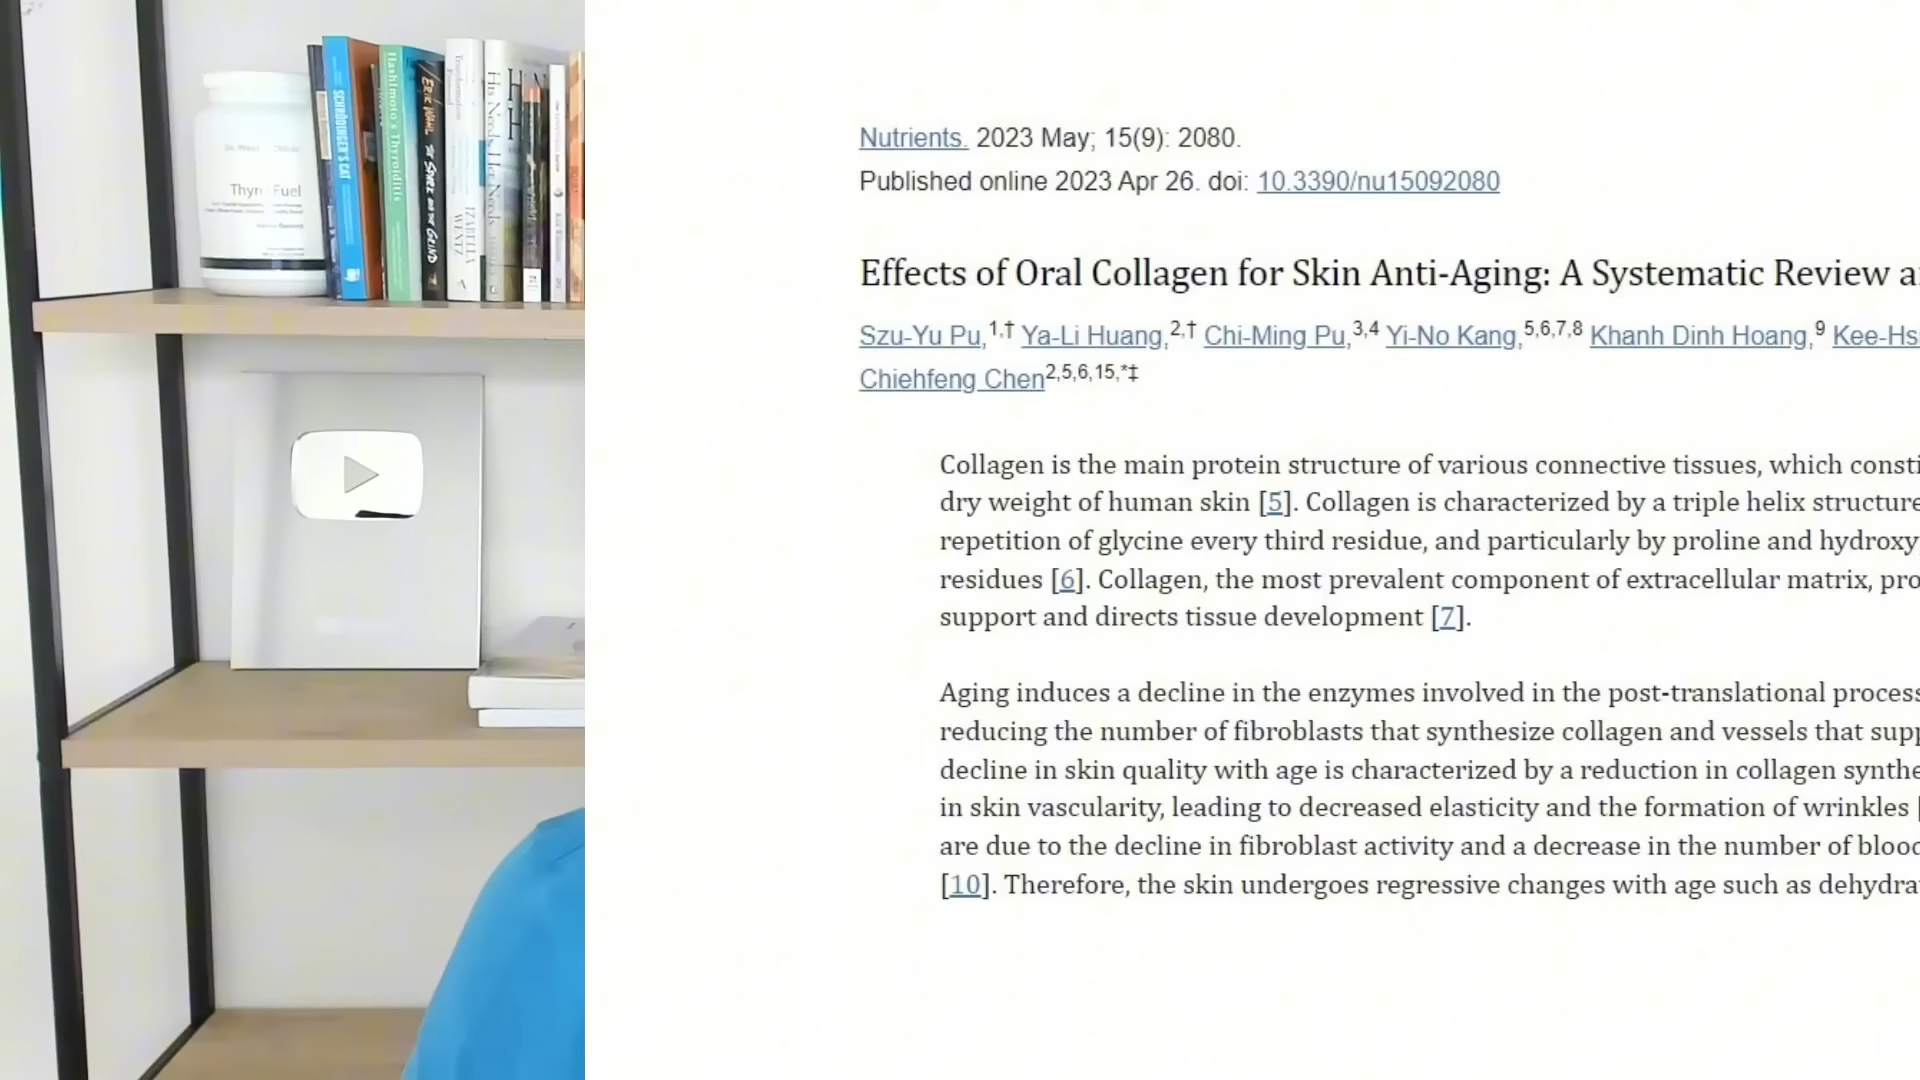 Thyro Fuel
SCHRÖDINGER'S CAT
Hashimoto's Thyroiditis
ERIK WAHL THE SPARK AND THE GRIND
IZABELLA WENTZ
His Needs, Her Needs
Nutrients. 2023 May; 15(9): 2080.
Published online 2023 Apr 26. doi: 10.3390/nu15092080
Effects of Oral Collagen for Skin Anti-Aging: A Systematic Review a
Szu-Yu Pu,1,† Ya-Li Huang,2,† Chi-Ming Pu,3,4 Yi-No Kang,5,6,7,8 Khanh Dinh Hoang,9 Kee-Hs
Chiehfeng Chen2,5,6,15,*‡
Collagen is the main protein structure of various connective tissues, which consti
dry weight of human skin [5]. Collagen is characterized by a triple helix structure
repetition of glycine every third residue, and particularly by proline and hydroxy
residues [6]. Collagen, the most prevalent component of extracellular matrix, pro
support and directs tissue development [7].
Aging induces a decline in the enzymes involved in the post-translational process
reducing the number of fibroblasts that synthesize collagen and vessels that supp
decline in skin quality with age is characterized by a reduction in collagen synthe
in skin vascularity, leading to decreased elasticity and the formation of wrinkles [
are due to the decline in fibroblast activity and a decrease in the number of blood
[10]. Therefore, the skin undergoes regressive changes with age such as dehydra